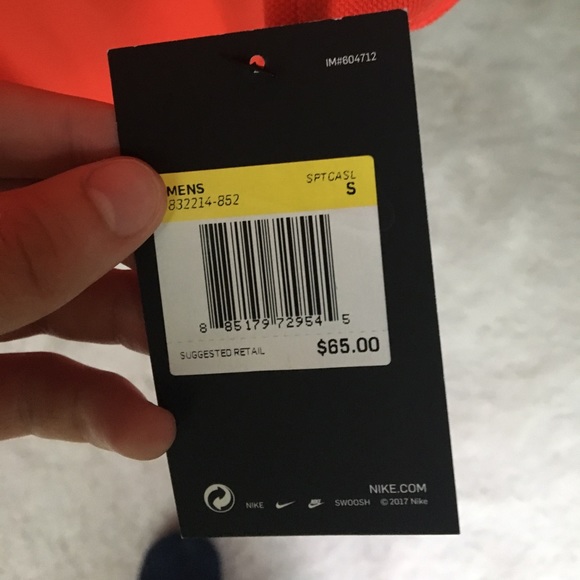 IM#604712
MENS SPTCASL
832214-852 S
8 85179 72954 5
SUGGESTED RETAIL $65.00
NIKE.COM
NIKE SWOOSH © 2017 Nike